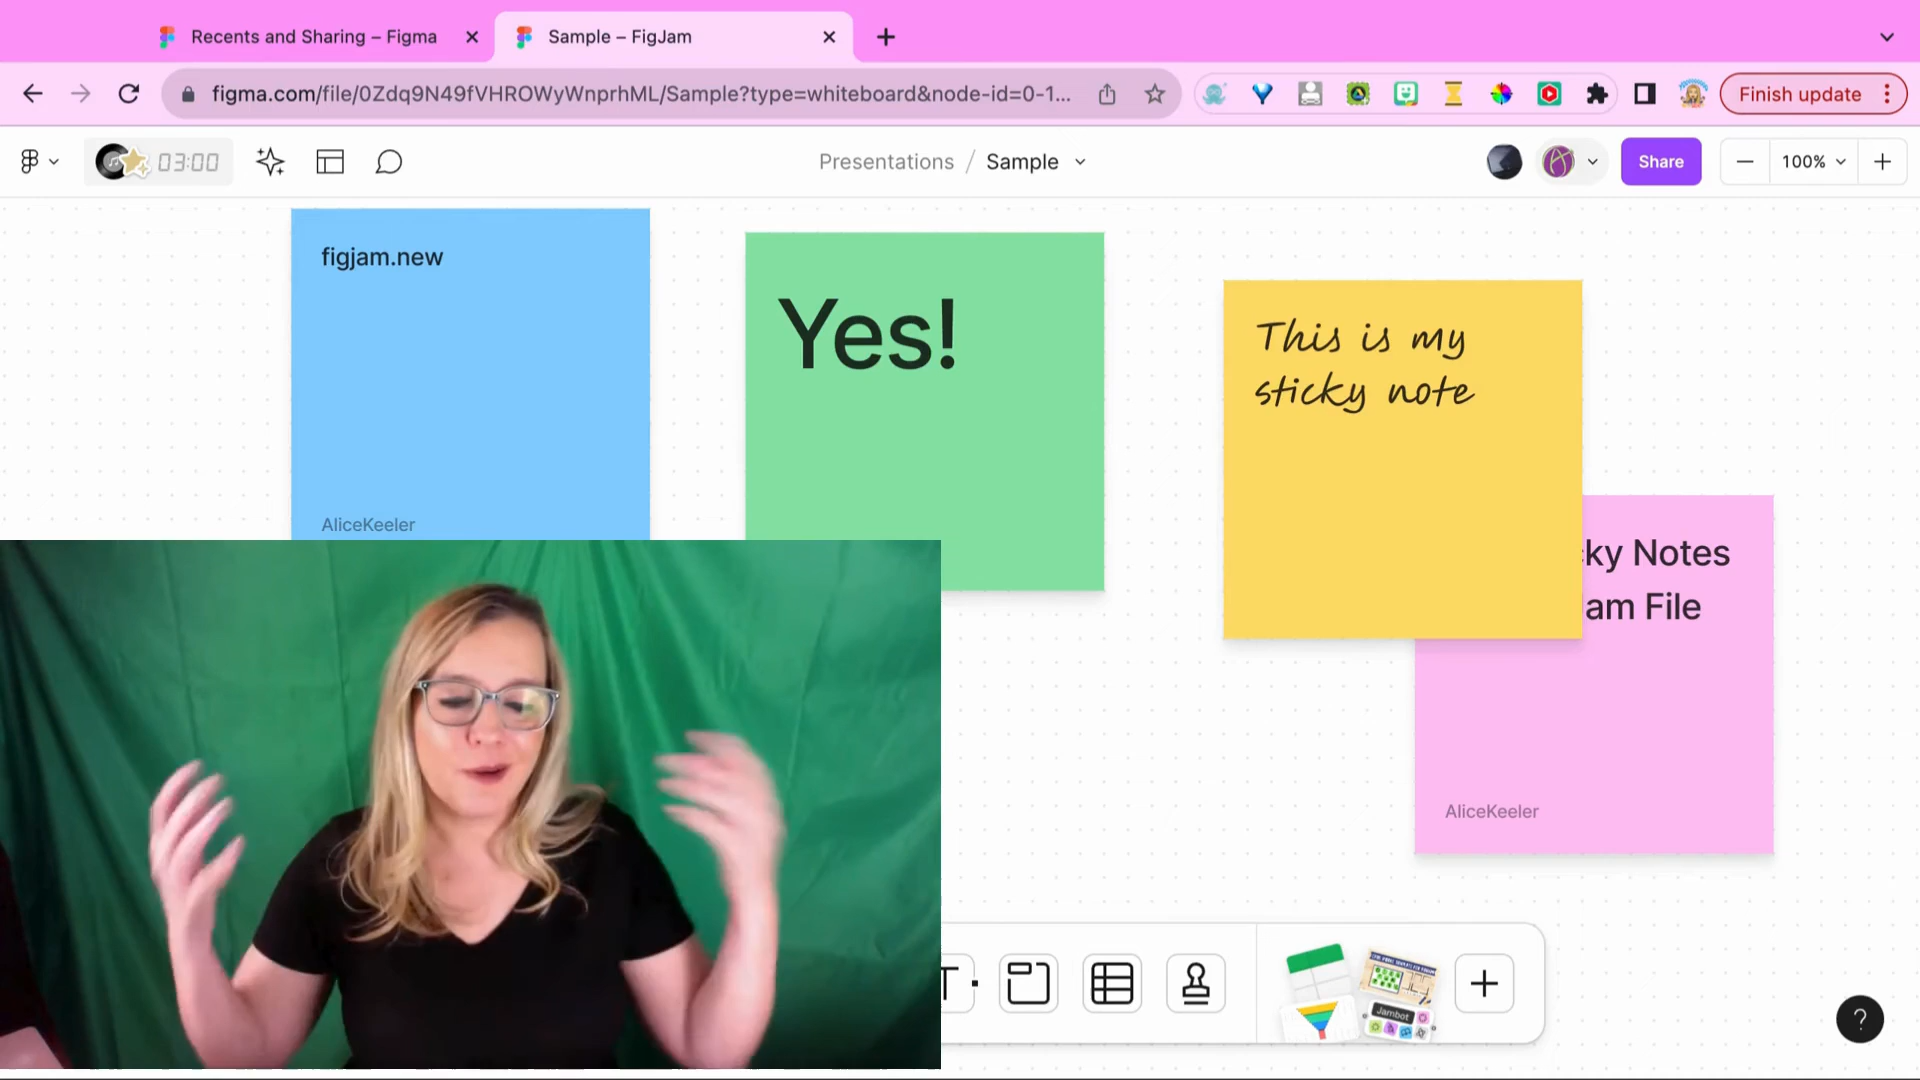 Recents and Sharing – Figma
Sample – FigJam
figma.com/file/0Zdq9N49fVHROWyWnprhML/Sample?type=whiteboard&node-id=0-1...
Finish update
03:00
Presentations / Sample
Share
100%
figjam.new
AliceKeeler
Yes!
This is my
sticky note
ky Notes
am File
AliceKeeler
T
Jambot
?